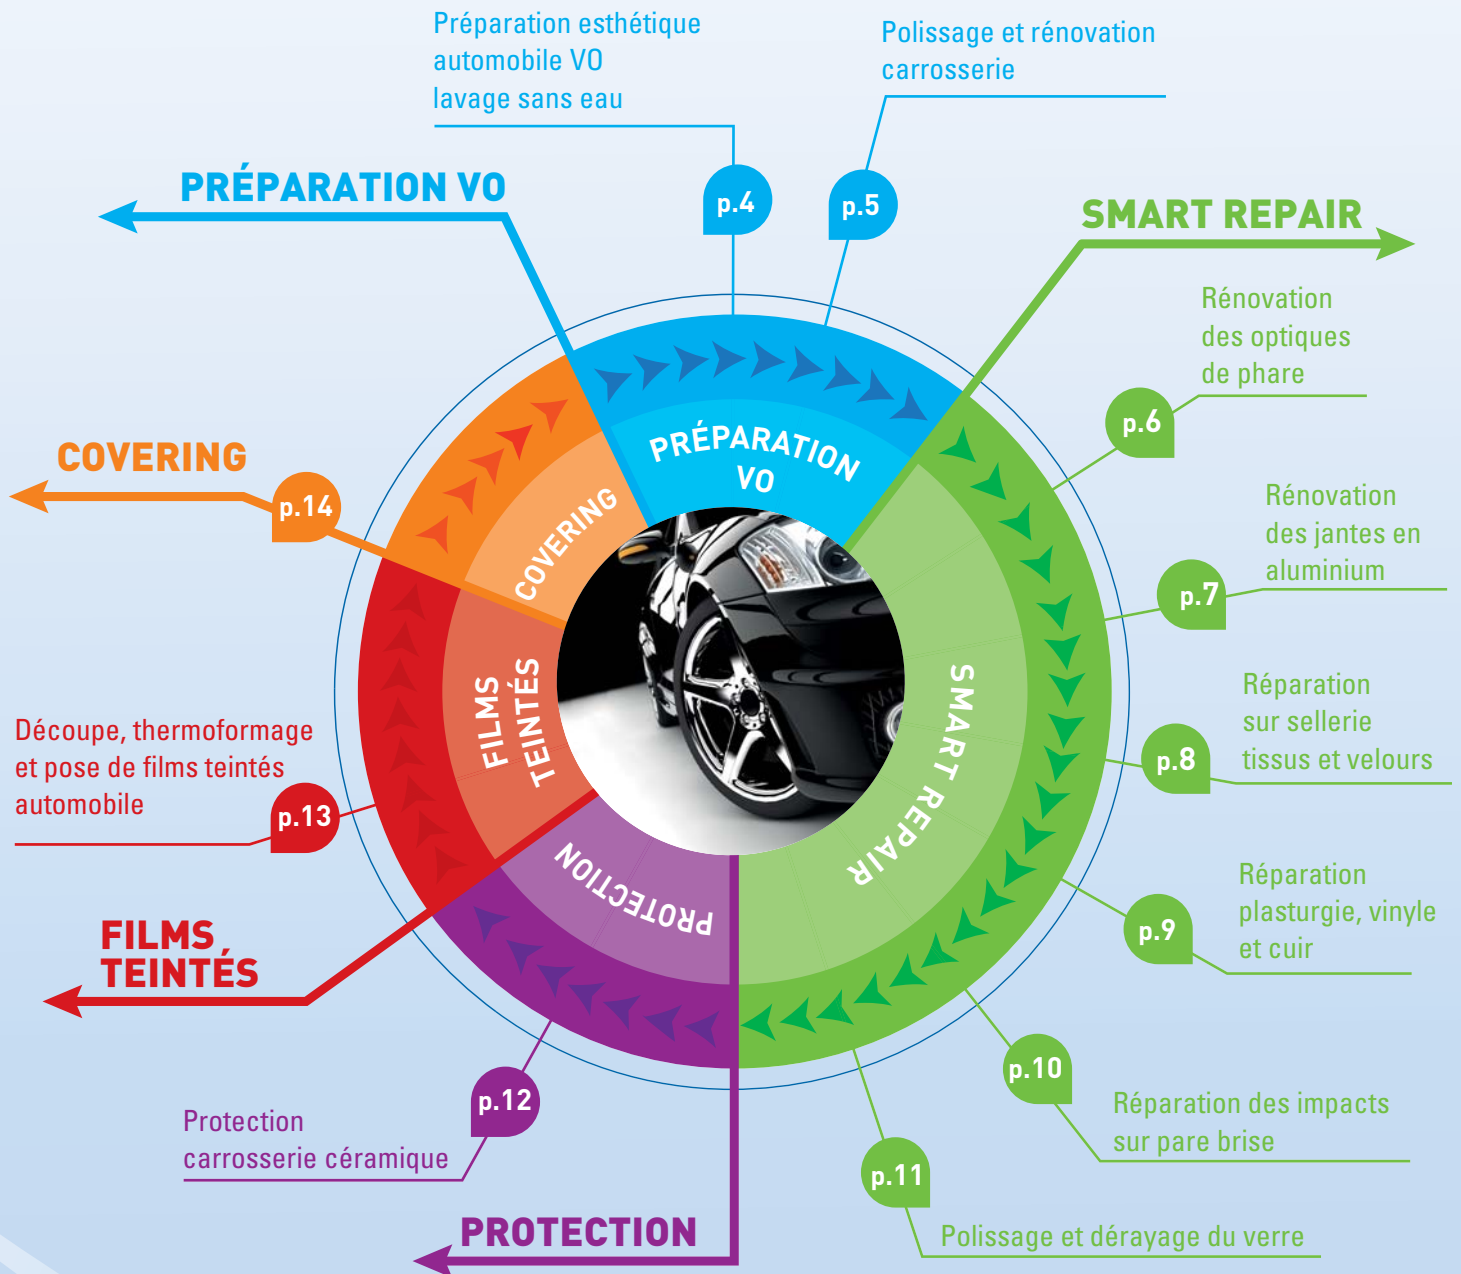 Préparation esthétique
automobile VO
lavage sans eau
Polissage et rénovation
carrosserie
PRÉPARATION VO
p.4
p.5
SMART REPAIR
Rénovation
des optiques
de phare
p.6
COVERING
p.14
PRÉPARATION
VO
COVERING
Rénovation
des jantes en
aluminium
p.7
FILMS
TEINTÉS
SMART REPAIR
Réparation
sur sellerie
tissus et velours
p.8
Découpe, thermoformage
et pose de films teintés
automobile
p.13
PROTECTION
Réparation
plasturgie, vinyle
et cuir
p.9
FILMS
TEINTÉS
p.10
Réparation des impacts
sur pare brise
p.12
Protection
carrosserie céramique
p.11
Polissage et dérayage du verre
PROTECTION